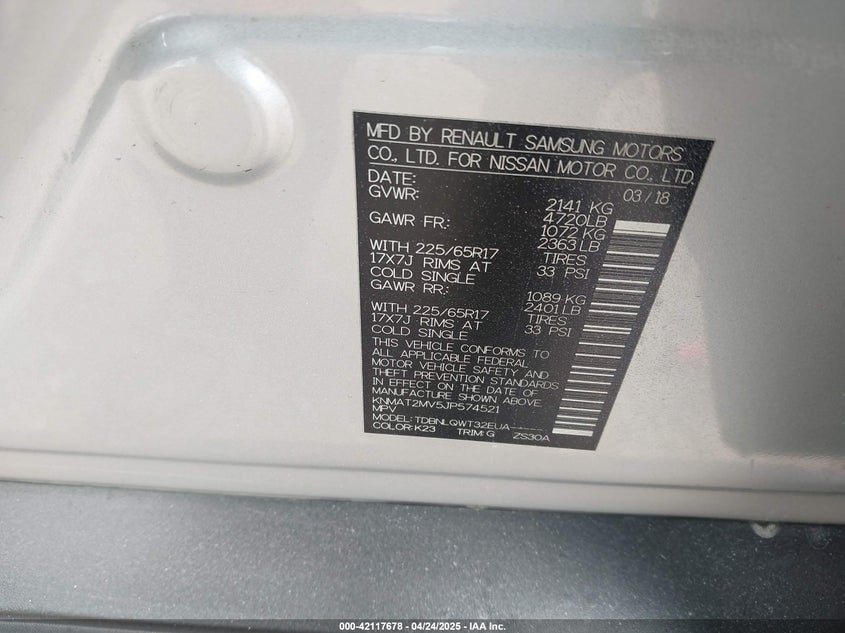 MFD BY RENAULT SAMSUNG MOTORS
CO., LTD. FOR NISSAN MOTOR CO., LTD.
DATE: 03/18
GVWR: 2141 KG
4720LB
GAWR FR: 1072 KG
2363LB
WITH 225/65R17 TIRES
17X7J RIMS AT 33 PSI
COLD SINGLE
GAWR RR: 1089 KG
2401LB
WITH 225/65R17 TIRES
17X7J RIMS AT 33 PSI
COLD SINGLE
THIS VEHICLE CONFORMS TO
ALL APPLICABLE FEDERAL
MOTOR VEHICLE SAFETY AND
THEFT PREVENTION STANDARDS
IN EFFECT ON THE DATE OF
MANUFACTURE SHOWN ABOVE.
KNMAT2MV5JP574521
MPV
MODEL: TDBNLQWT32EUA-----
COLOR:K23 TRIM:G ZS30A
000-42117678 - 04/24/2025 - IAA Inc.